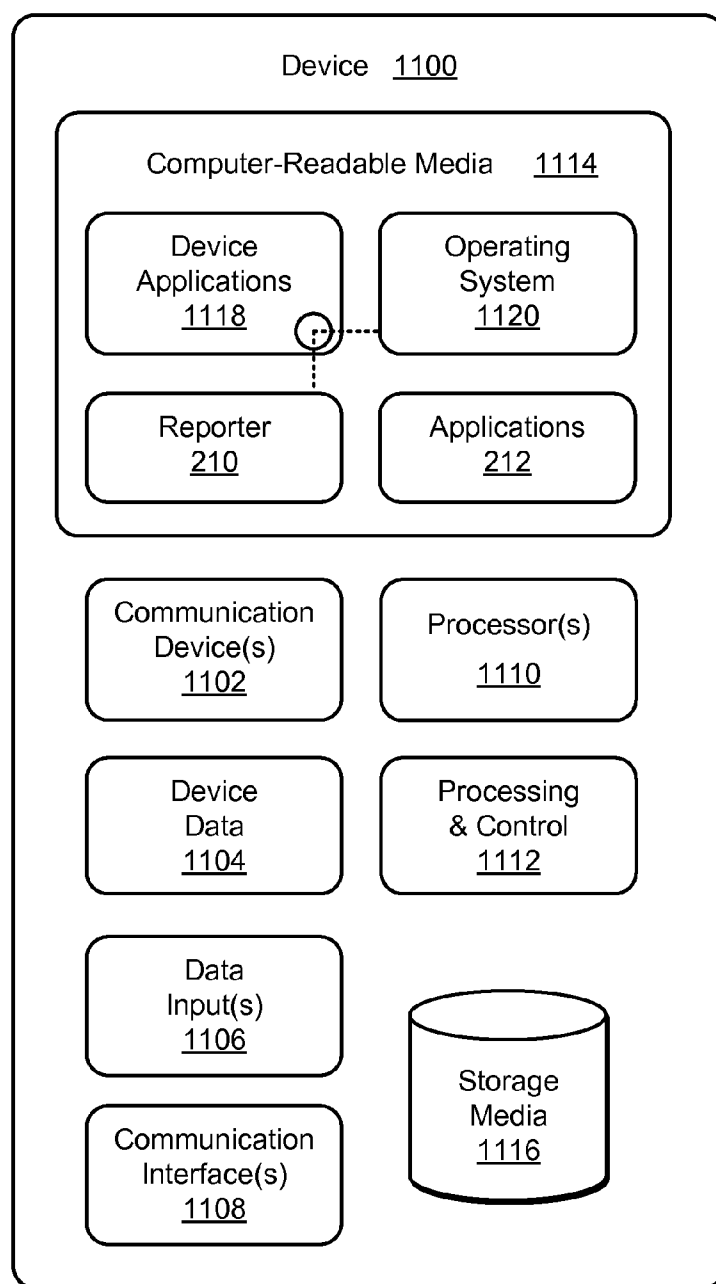 Device 1100
Computer-Readable Media 1114
Device
Applications
1118
Operating
System
1120
Reporter
210
Applications
212
Communication
Device(s)
1102
Processor(s)
1110
Device
Data
1104
Processing
& Control
1112
Data
Input(s)
1106
Storage
Media
1116
Communication
Interface(s)
1108